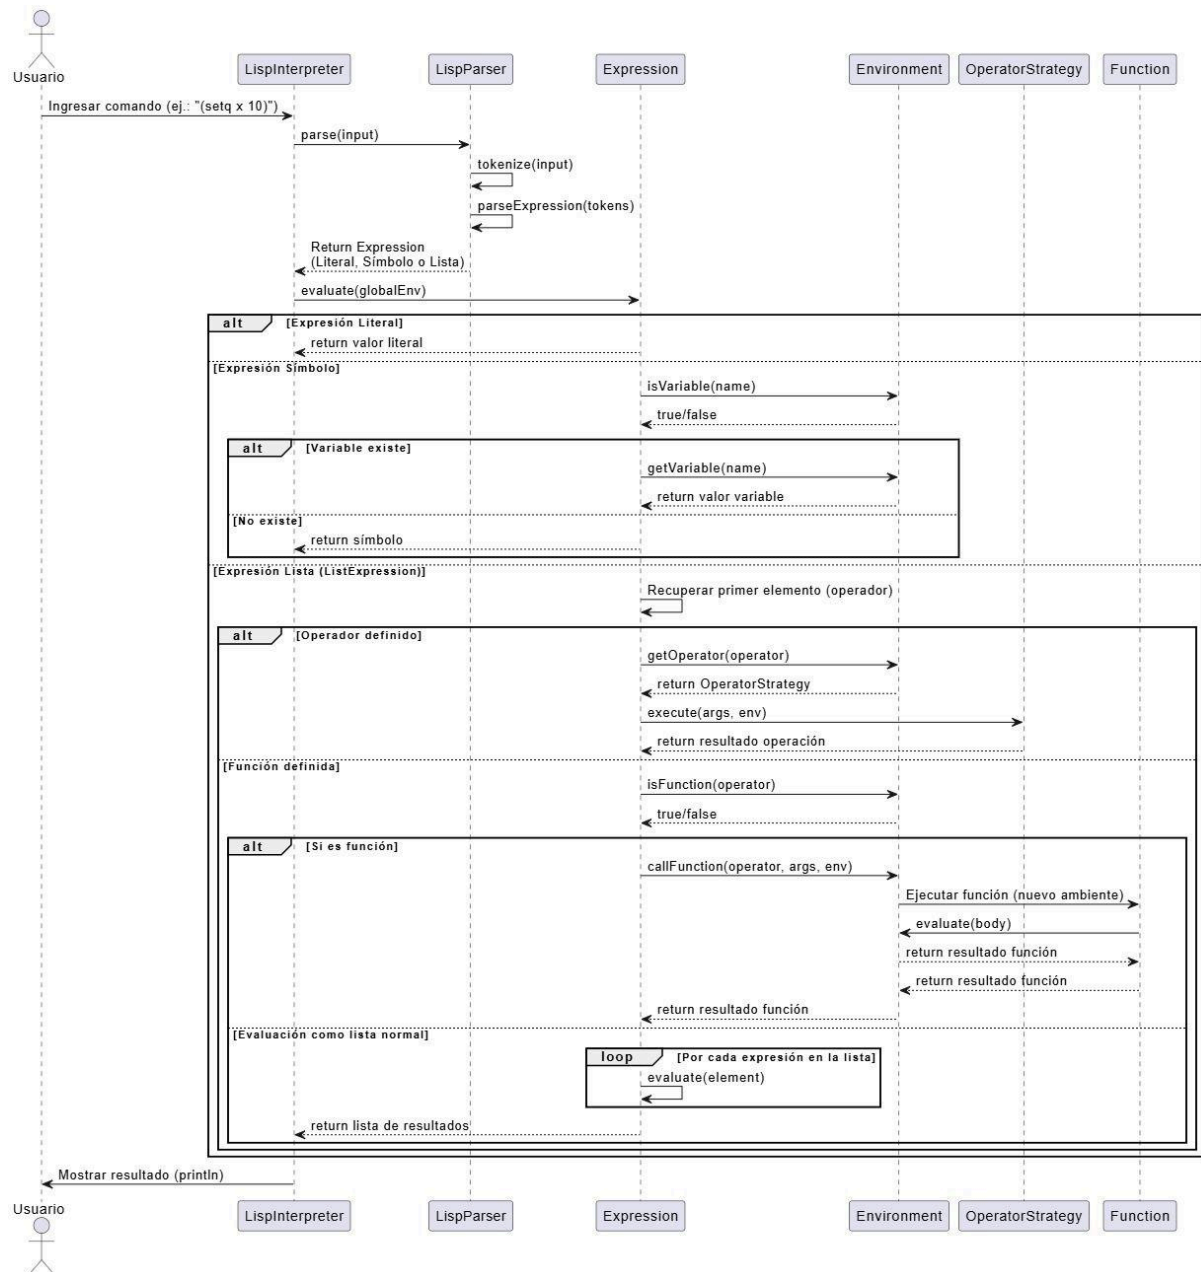 Usuario
LispInterpreter
LispParser
Expression
Environment
OperatorStrategy
Function
Ingresar comando (ej.: "(setq x 10)")
parse(input)
tokenize(input)
parseExpression(tokens)
Return Expression
(Literal, Símbolo o Lista)
evaluate(globalEnv)
alt
[Expresión Literal]
return valor literal
[Expresión Símbolo]
isVariable(name)
true/false
alt
[Variable existe]
getVariable(name)
return valor variable
[No existe]
return símbolo
[Expresión Lista (ListExpression)]
Recuperar primer elemento (operador)
alt
[Operador definido]
getOperator(operator)
return OperatorStrategy
execute(args, env)
return resultado operación
[Función definida]
isFunction(operator)
true/false
alt
[Si es función]
callFunction(operator, args, env)
Ejecutar función (nuevo ambiente)
evaluate(body)
return resultado función
return resultado función
return resultado función
[Evaluación como lista normal]
loop
[Por cada expresión en la lista]
evaluate(element)
return lista de resultados
Mostrar resultado (println)
Usuario
LispInterpreter
LispParser
Expression
Environment
OperatorStrategy
Function